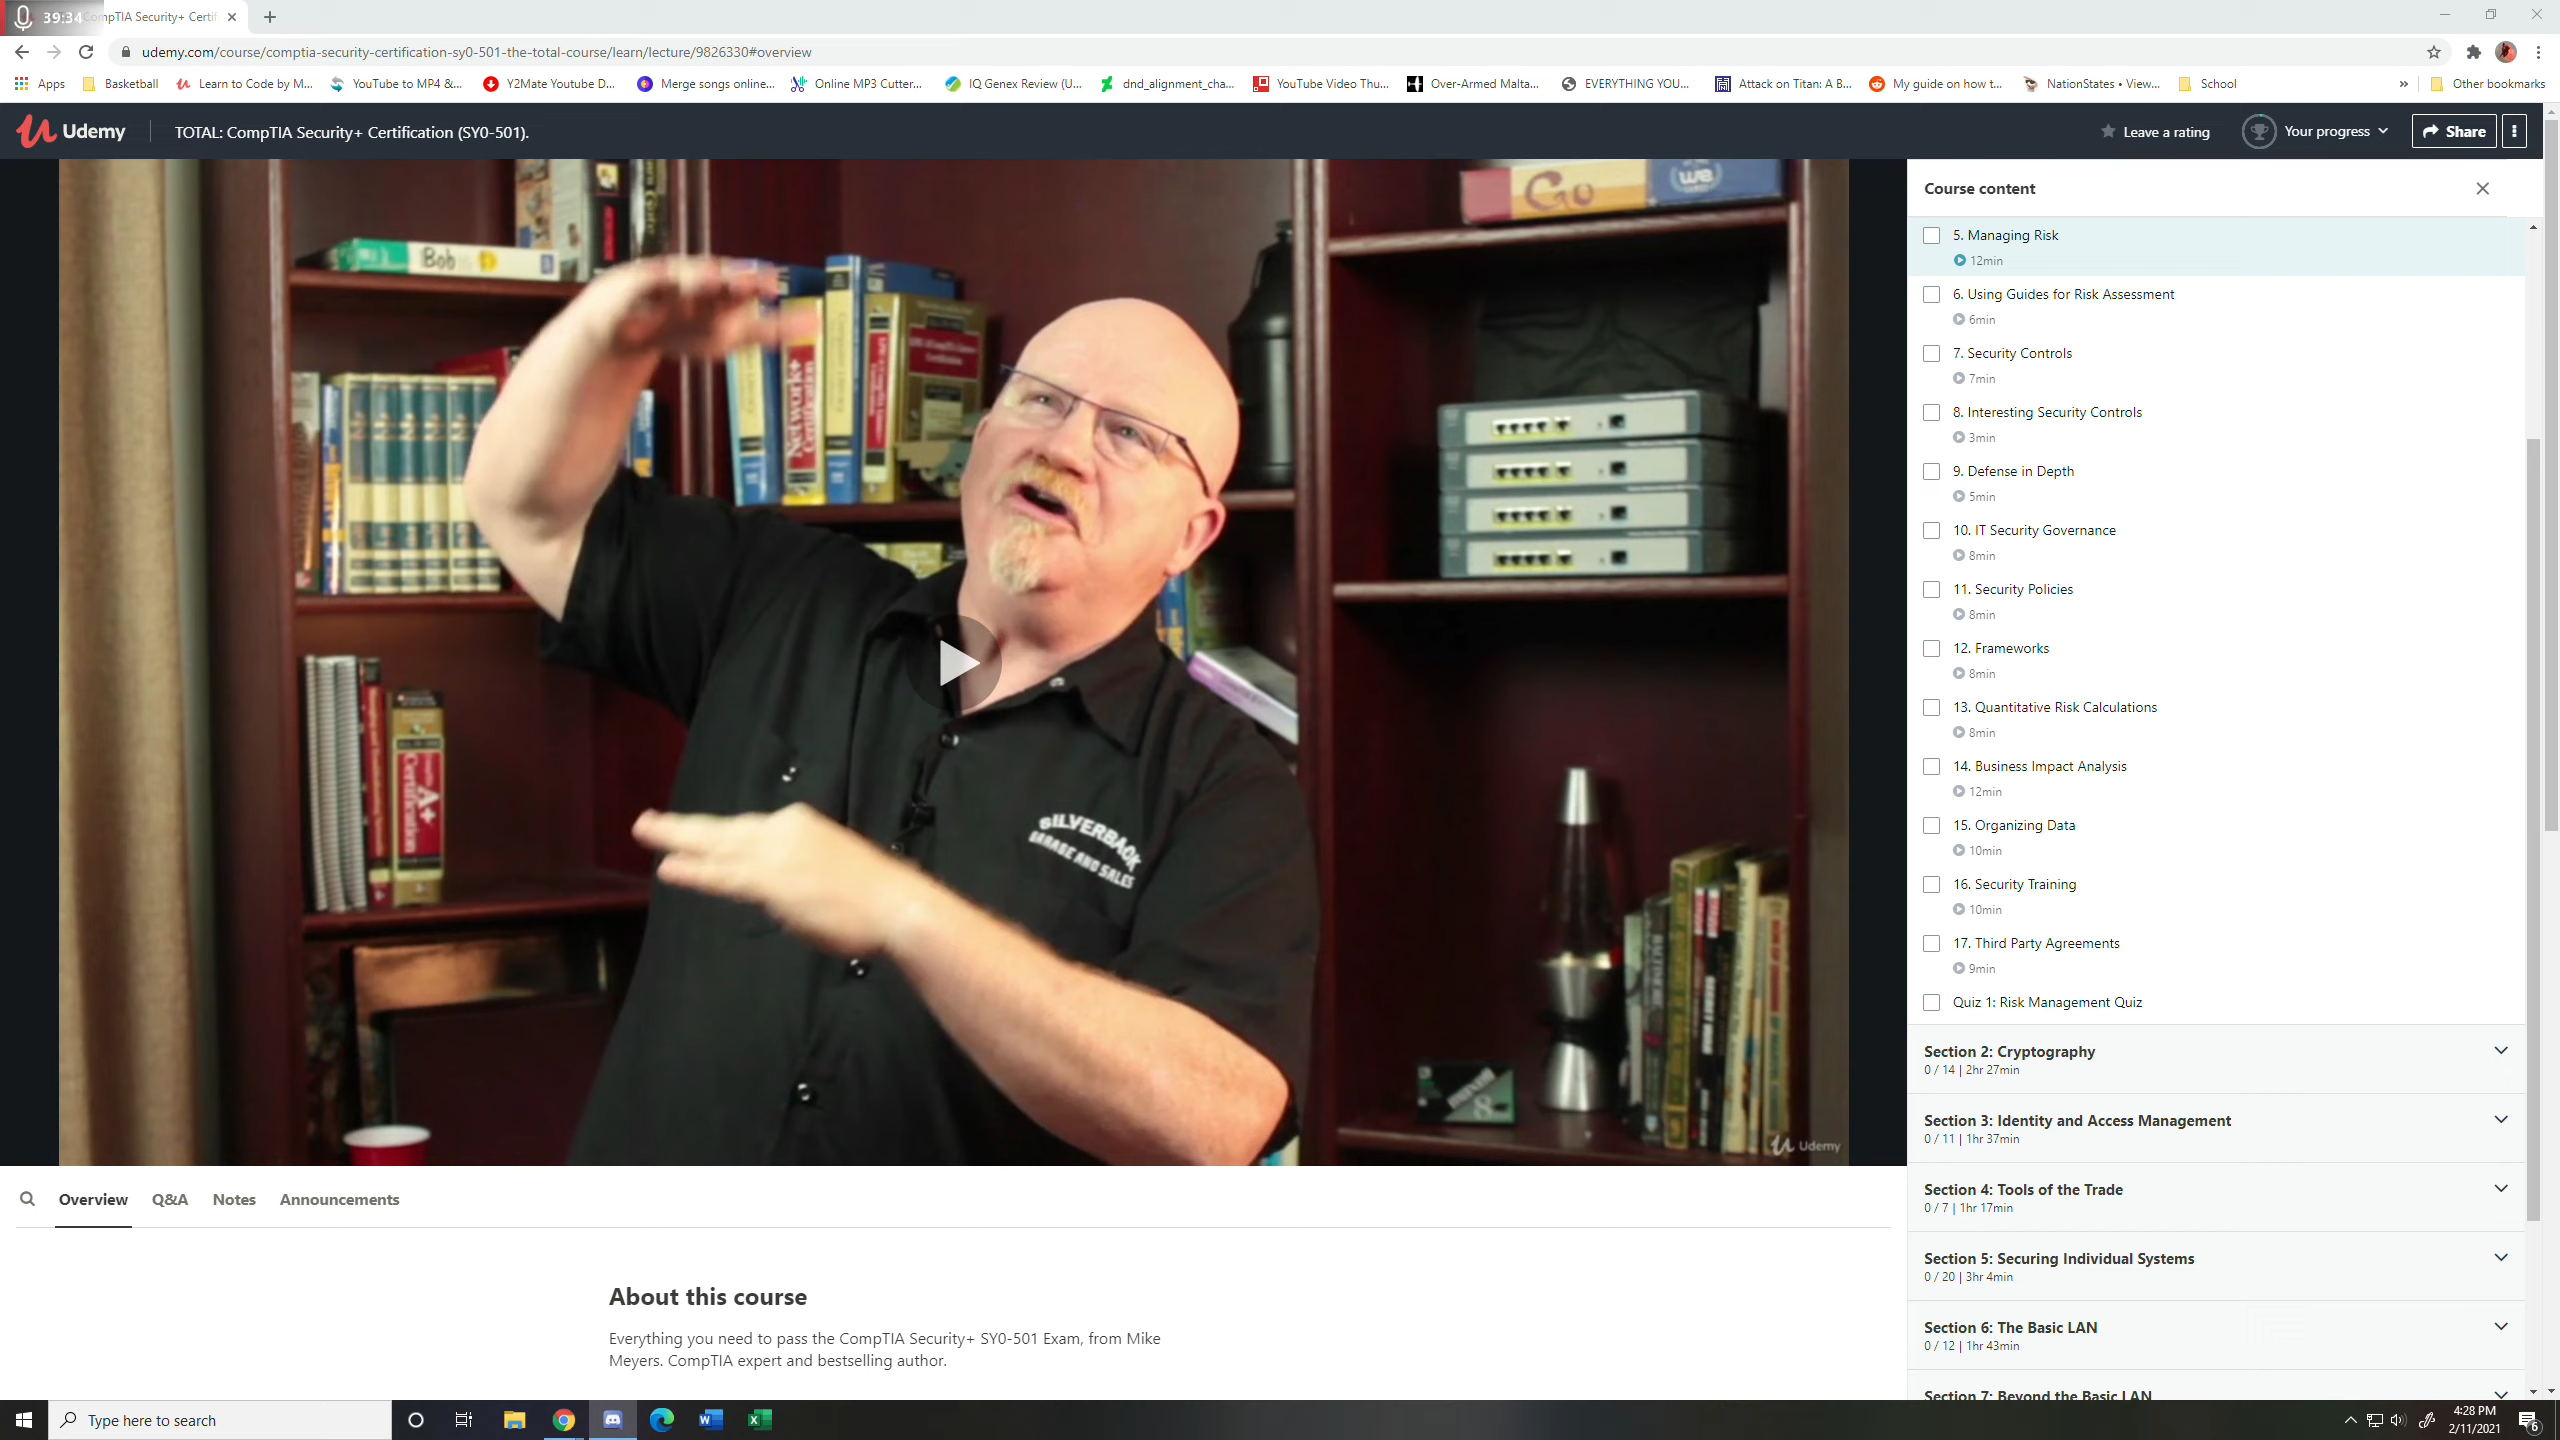 39:34
CompTIA Security+ Certif
udemy.com/course/comptia-security-certification-sy0-501-the-total-course/learn/lecture/9826330#overview
Apps
Basketball
Learn to Code by M...
YouTube to MP4 &...
Y2Mate Youtube D...
Merge songs online...
Online MP3 Cutter...
IQ Genex Review (U...
dnd_alignment_cha...
YouTube Video Thu...
Over-Armed Malta...
EVERYTHING YOU...
Attack on Titan: A B...
My guide on how t...
NationStates • View...
School
»
Other bookmarks
Udemy
TOTAL: CompTIA Security+ Certification (SY0-501).
Leave a rating
Your progress
Share
Go
Bob
Network+
Certification
A+
Certification
SILVERBACK
GARAGE AND SALES
maxell
8
Udemy
Course content
5. Managing Risk
12min
6. Using Guides for Risk Assessment
6min
7. Security Controls
7min
8. Interesting Security Controls
3min
9. Defense in Depth
5min
10. IT Security Governance
8min
11. Security Policies
8min
12. Frameworks
8min
13. Quantitative Risk Calculations
8min
14. Business Impact Analysis
12min
15. Organizing Data
10min
16. Security Training
10min
17. Third Party Agreements
9min
Quiz 1: Risk Management Quiz
Section 2: Cryptography
0 / 14 | 2hr 27min
Section 3: Identity and Access Management
0 / 11 | 1hr 37min
Section 4: Tools of the Trade
0 / 7 | 1hr 17min
Section 5: Securing Individual Systems
0 / 20 | 3hr 4min
Section 6: The Basic LAN
0 / 12 | 1hr 43min
Section 7: Beyond the Basic LAN
Overview
Q&A
Notes
Announcements
About this course
Everything you need to pass the CompTIA Security+ SY0-501 Exam, from Mike
Meyers. CompTIA expert and bestselling author.
Type here to search
4:28 PM
2/11/2021
6